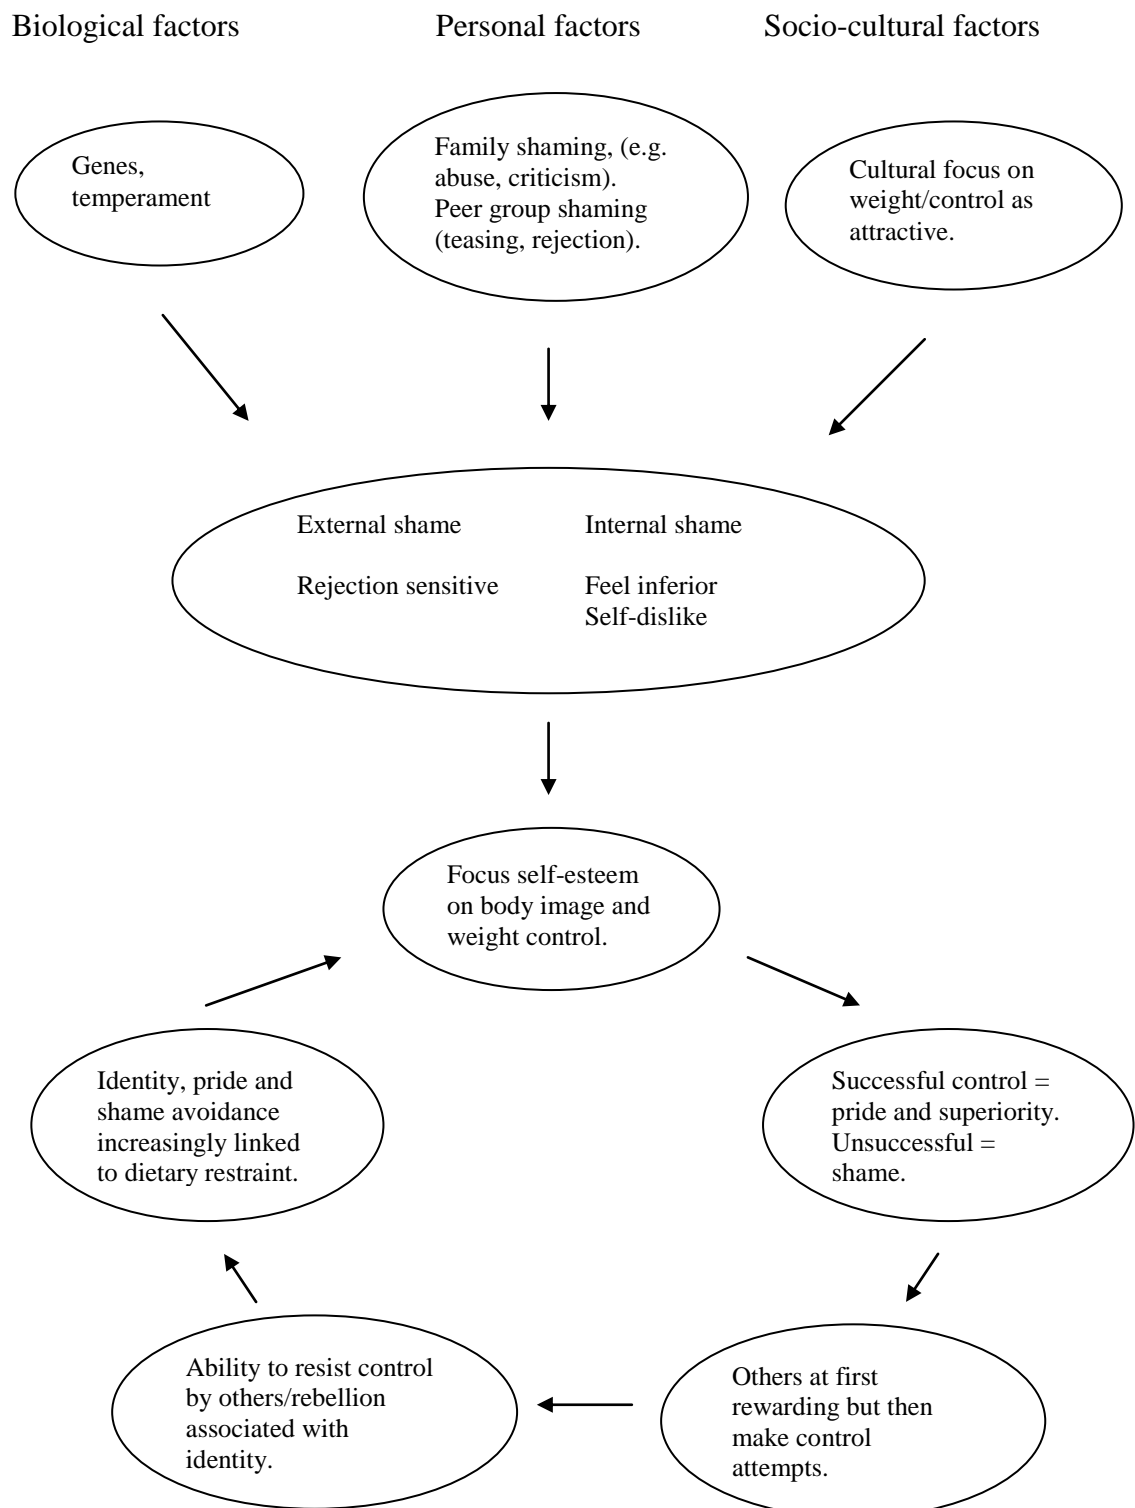 Biological factors
Personal factors
Socio-cultural factors
Genes,
temperament
Family shaming, (e.g.
abuse, criticism).
Peer group shaming
(teasing, rejection).
Cultural focus on
weight/control as
attractive.
External shame
Internal shame
Rejection sensitive
Feel inferior
Self-dislike
Focus self-esteem
on body image and
weight control.
Successful control =
pride and superiority.
Unsuccessful =
shame.
Others at first
rewarding but then
make control
attempts.
Ability to resist control
by others/rebellion
associated with
identity.
Identity, pride and
shame avoidance
increasingly linked
to dietary restraint.